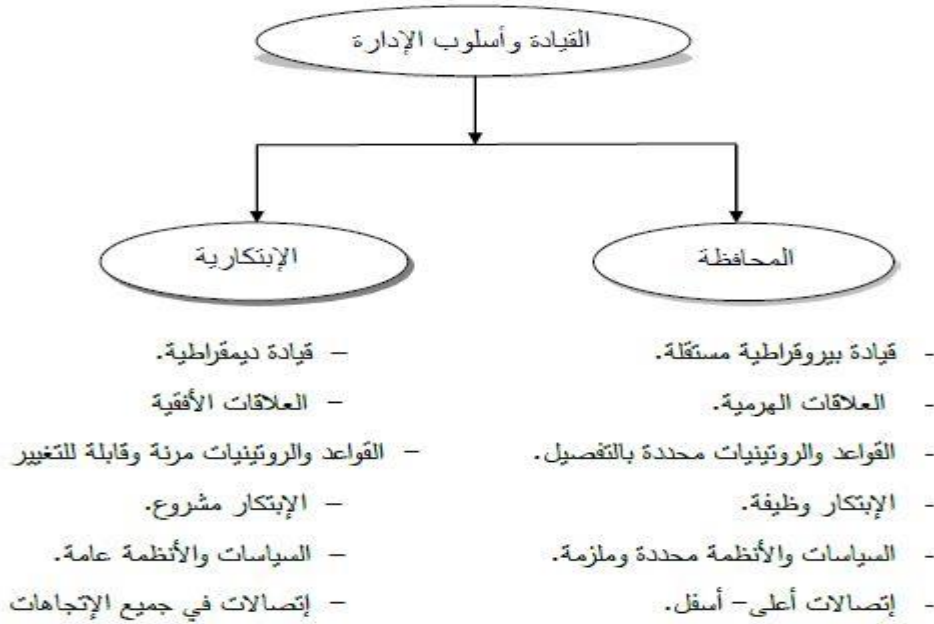 القيادة وأسلوب الإدارة
المحافظة
الإبتكارية
- قيادة بيروقراطية مستقلة.
- العلاقات الهرمية.
- القواعد والروتينيات محددة بالتفصيل.
- الإبتكار وظيفة.
- السياسات والأنظمة محددة وملزمة.
- إتصالات أعلى- أسفل.
- قيادة ديمقراطية.
- العلاقات الأفقية
- القواعد والروتينيات مرنة وقابلة للتغيير
- الإبتكار مشروع.
- السياسات والأنظمة عامة.
- إتصالات في جميع الإتجاهات